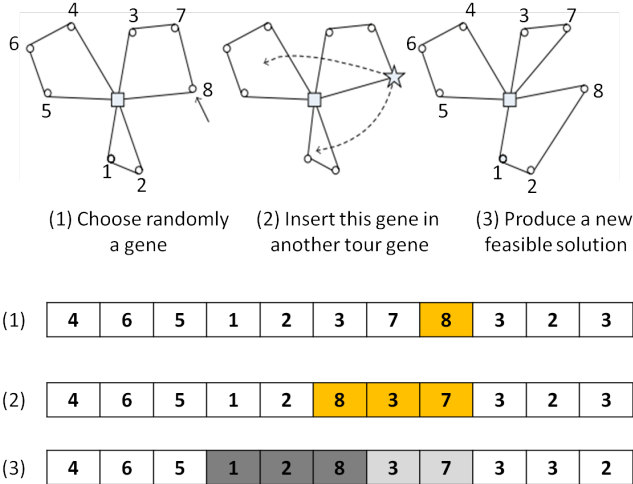 4 3 7 4 3 7
6 6
8 8
5 5
1 1
2 2
(1) Choose randomly a gene
(2) Insert this gene in another tour gene
(3) Produce a new feasible solution
(1) 4 6 5 1 2 3 7 8 3 2 3
(2) 4 6 5 1 2 8 3 7 3 2 3
(3) 4 6 5 1 2 8 3 7 3 3 2